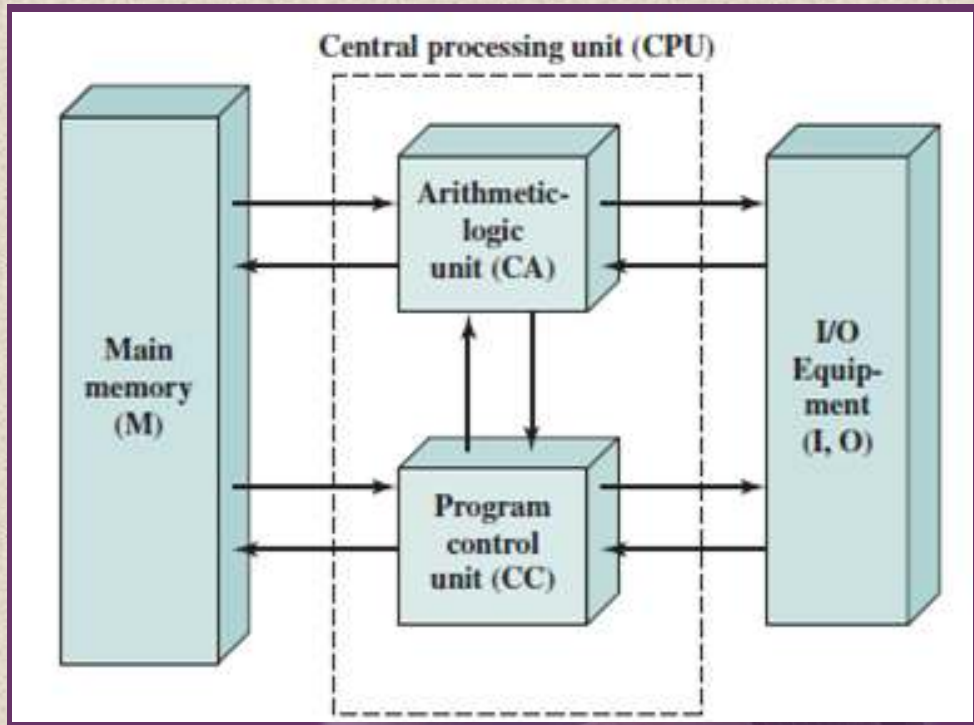 Central processing unit (CPU)
Arithmetic-
logic
unit (CA)
Main
memory
(M)
I/O
Equip-
ment
(I, O)
Program
control
unit (CC)